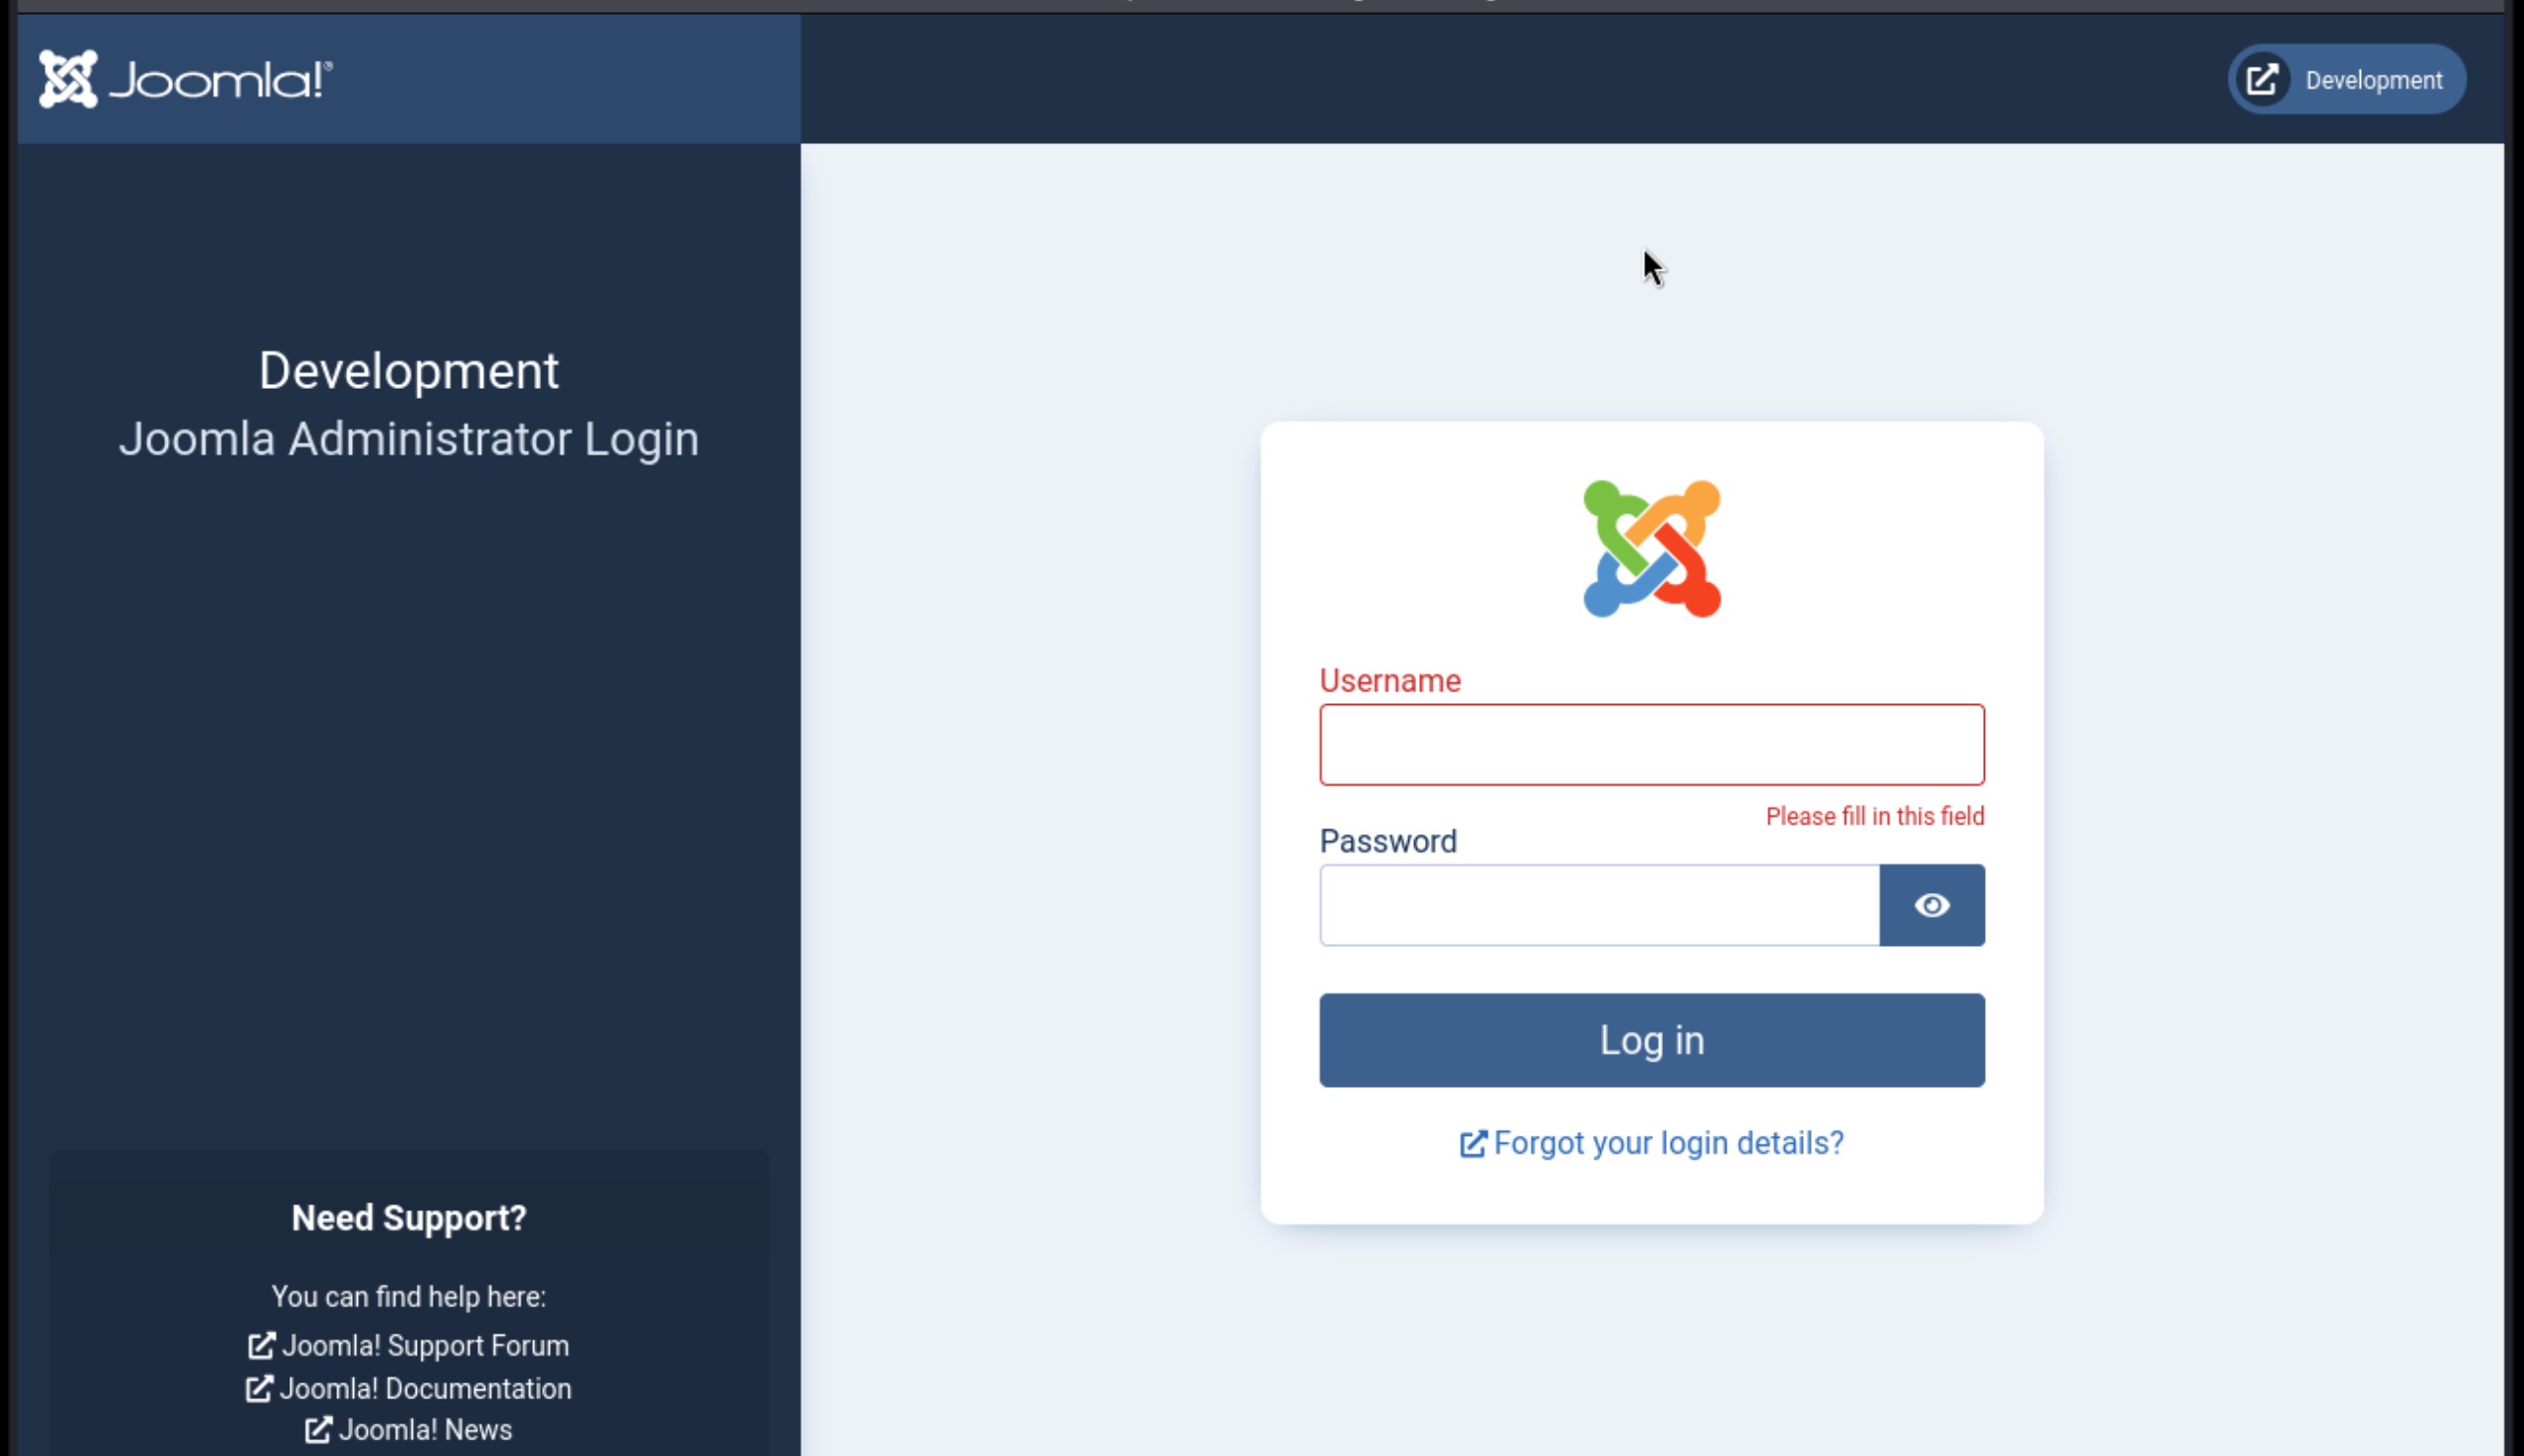 Joomla!®
Development
Development
Joomla Administrator Login
Username
Please fill in this field
Password
Log in
Forgot your login details?
Need Support?
You can find help here:
Joomla! Support Forum
Joomla! Documentation
Joomla! News